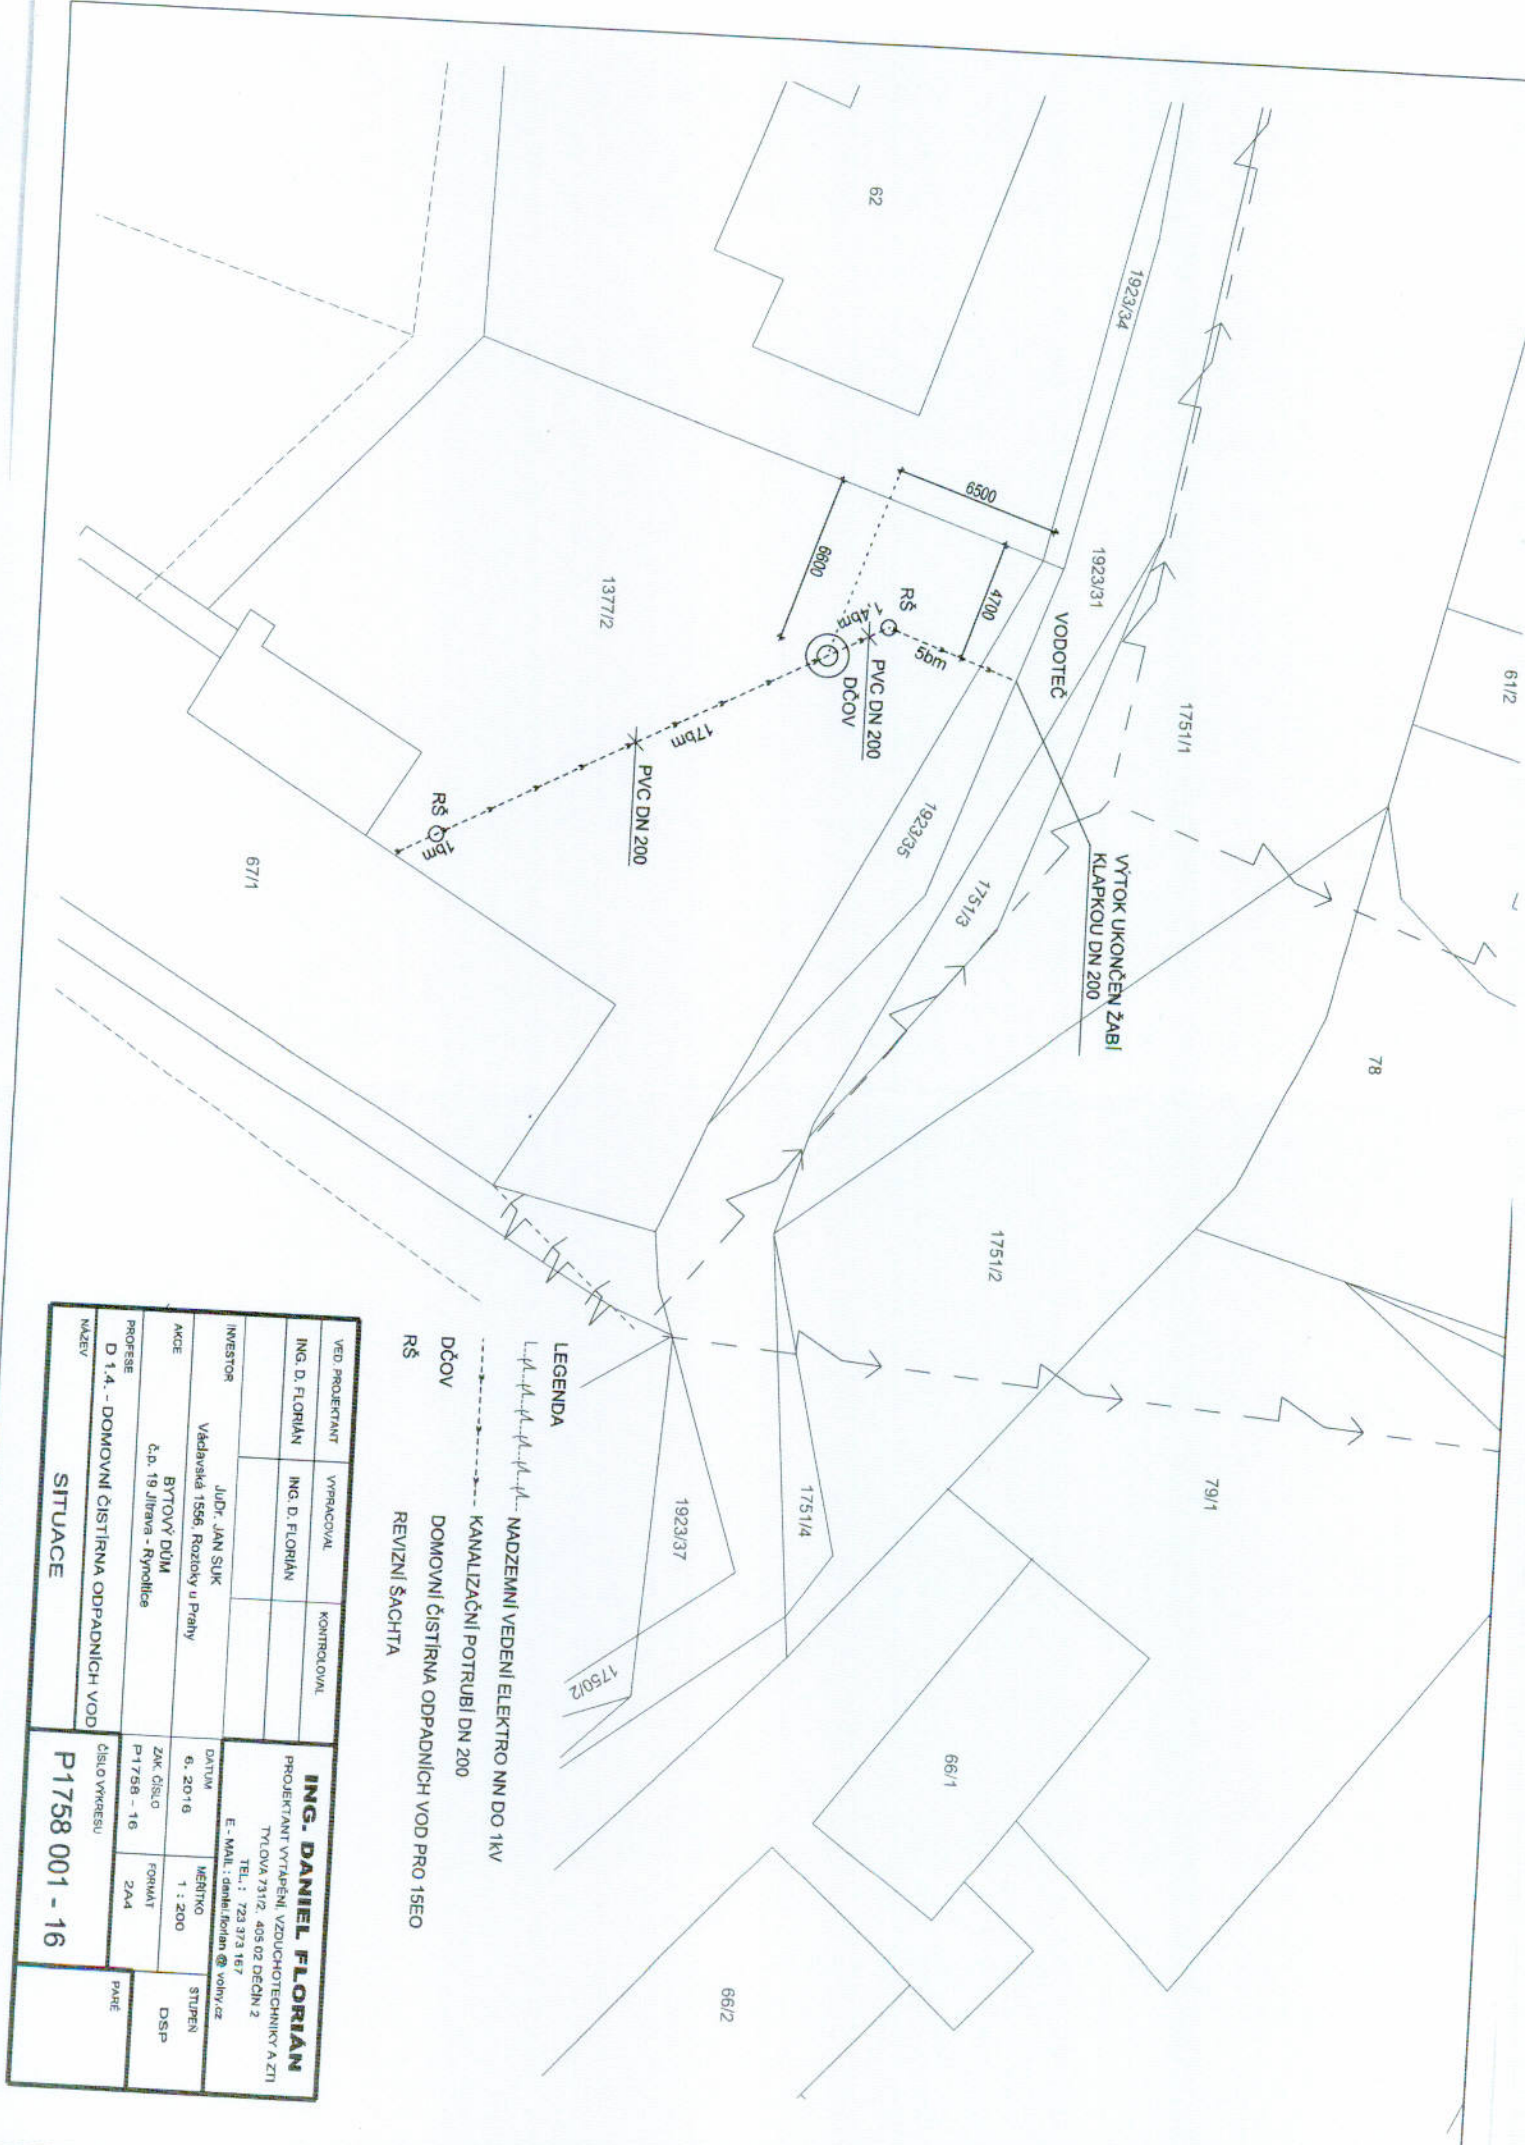 61/2
78
79/1
1751/1
1751/2
1923/31
1923/34
VODOTEČ
VÝTOK UKONČEN ŽABÍ
KLAPKOU DN 200
62
6500
4700
RŠ
5bm
1,4bm
PVC DN 200
DČOV
6600
1923/35
1751/3
1377/2
17bm
PVC DN 200
RŠ
1bm
67/1
1751/4
1923/37
1750/2
66/1
66/2
LEGENDA
NADZEMNÍ VEDENÍ ELEKTRO NN DO 1kV
KANALIZAČNÍ POTRUBÍ DN 200
DČOV DOMOVNÍ ČISTÍRNA ODPADNÍCH VOD PRO 15EO
RŠ REVIZNÍ ŠACHTA
VED. PROJEKTANT VYPRACOVAL KONTROLOVAL
ING. D. FLORIÁN ING. D. FLORIÁN
ING. DANIEL FLORIÁN
PROJEKTANT VYTÁPĚNÍ, VZDUCHOTECHNIKY A ZTI
TYLOVA 731/2, 405 02 DĚČÍN 2
TEL.: 723 373 167
E - MAIL : daniel.florian @ volny.cz
INVESTOR JuDr. JAN SUK
Václavská 1556, Roztoky u Prahy
AKCE BYTOVÝ DŮM
č.p. 19 Jítrava - Rynoltice
PROFESE
D 1.4. - DOMOVNÍ ČISTÍRNA ODPADNÍCH VOD
NÁZEV
SITUACE
DATUM MĚŘÍTKO STUPEŇ
6. 2016 1 : 200 DSP
ZAK. ČÍSLO FORMÁT
P1758 - 16 2A4
ČÍSLO VÝKRESU PARÉ
P1758 001 - 16